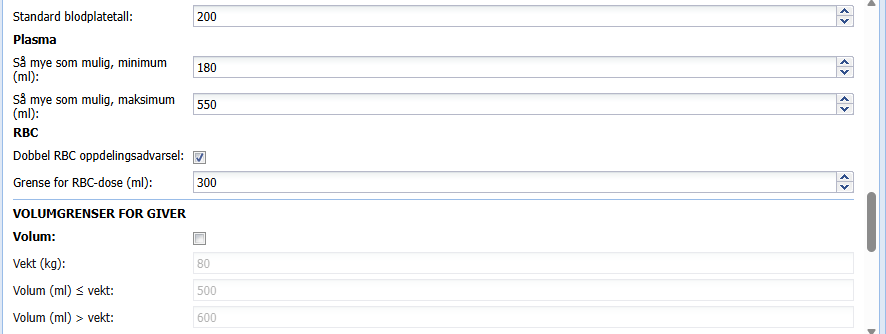 Standard blodplatetall: 200
Plasma
Så mye som mulig, minimum
(ml): 180
Så mye som mulig, maksimum
(ml): 550
RBC
Dobbel RBC oppdelingsadvarsel:
Grense for RBC-dose (ml): 300
VOLUMGRENSER FOR GIVER
Volum:
Vekt (kg): 80
Volum (ml) ≤ vekt: 500
Volum (ml) > vekt: 600